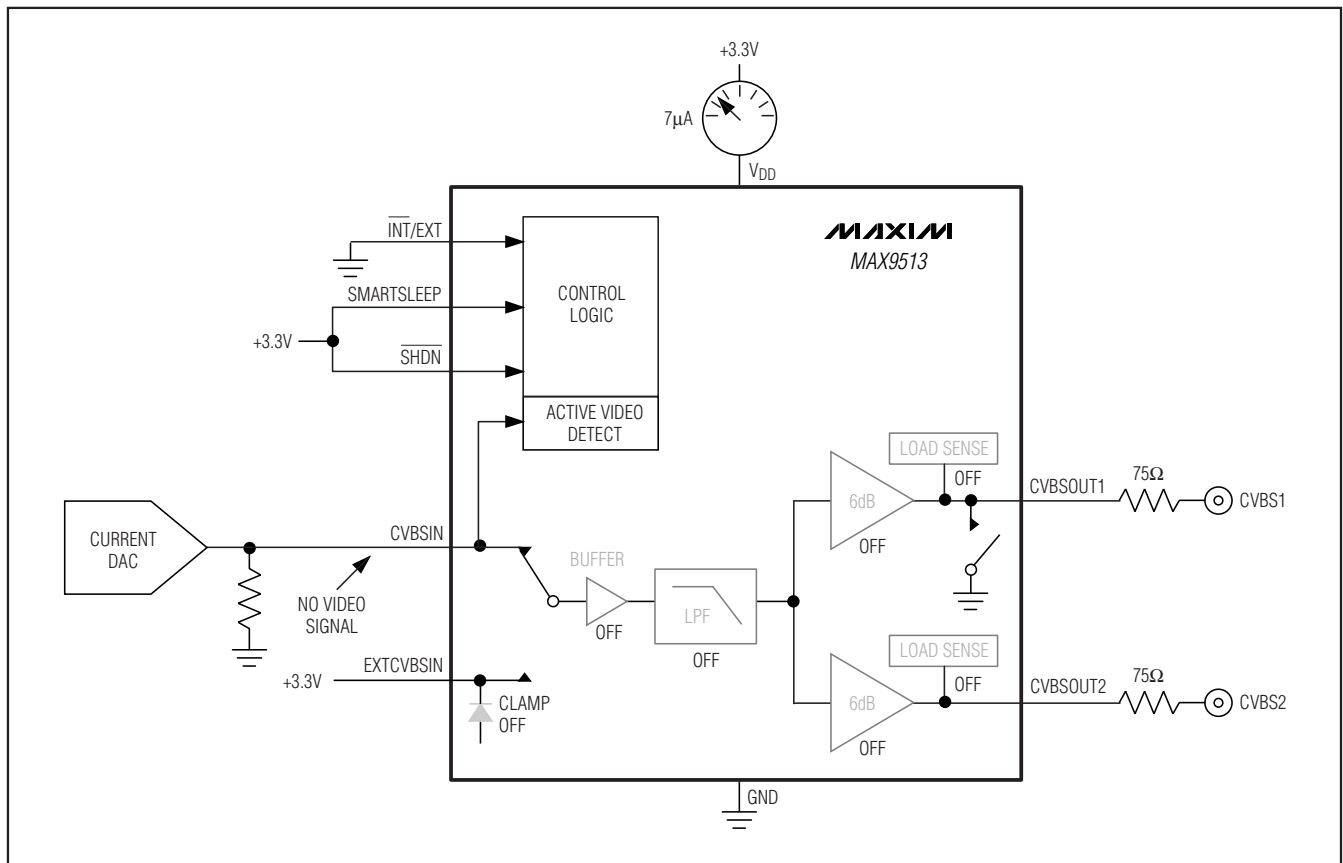 +3.3V
7μA
VDD
MAXIM
MAX9513
INT/EXT
SMARTSLEEP
+3.3V
SHDN
CONTROL
LOGIC
ACTIVE VIDEO
DETECT
LOAD SENSE
OFF
6dB
OFF
CVBSOUT1
75Ω
CVBS1
CURRENT
DAC
CVBSIN
NO VIDEO
SIGNAL
BUFFER
OFF
LPF
OFF
EXTCVBSIN
+3.3V
CLAMP
OFF
LOAD SENSE
OFF
6dB
OFF
CVBSOUT2
75Ω
CVBS2
GND